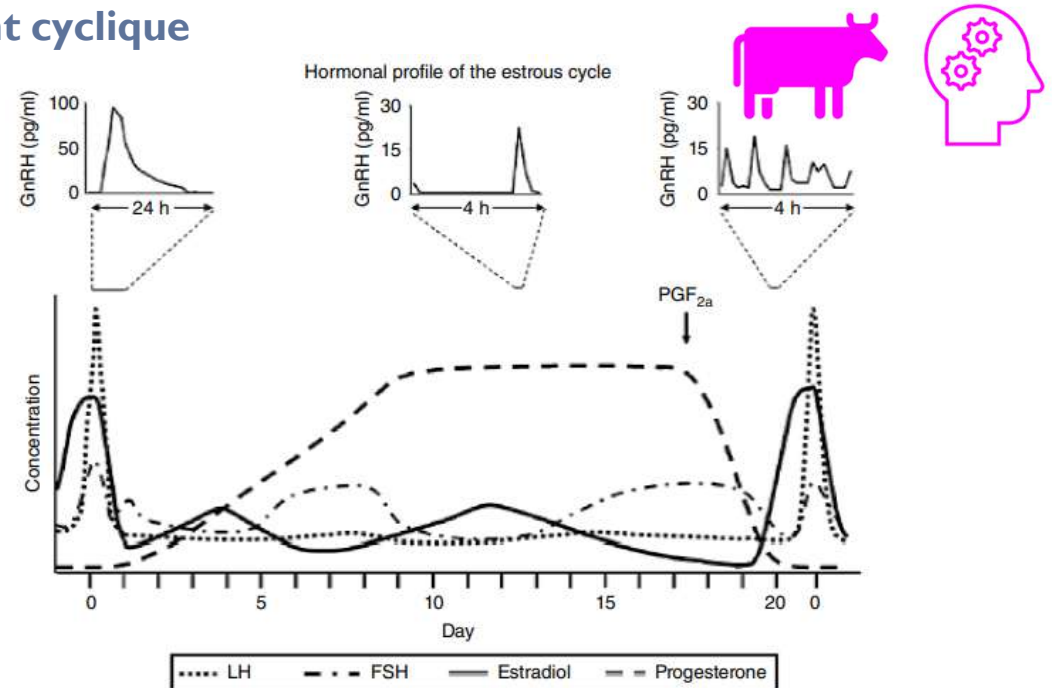 t cyclique
Hormonal profile of the estrous cycle
GnRH (pg/ml)
100
50
0
24 h
GnRH (pg/ml)
30
15
0
4 h
GnRH (pg/ml)
30
15
0
4 h
PGF2a
Concentration
0 5 10 15 20 0
Day
LH FSH Estradiol Progesterone